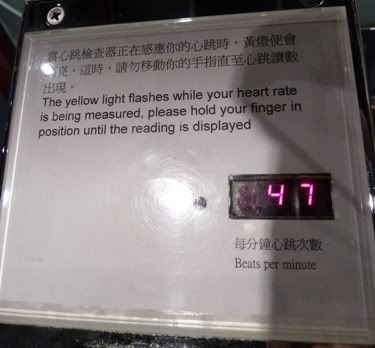 當心跳檢查器正在感應你的心跳時，黃燈便會
亮。這時，請勿移動你的手指直至心跳讀數
出現。
The yellow light flashes while your heart rate
is being measured, please hold your finger in
position until the reading is displayed
47
每分鐘心跳次數
Beats per minute